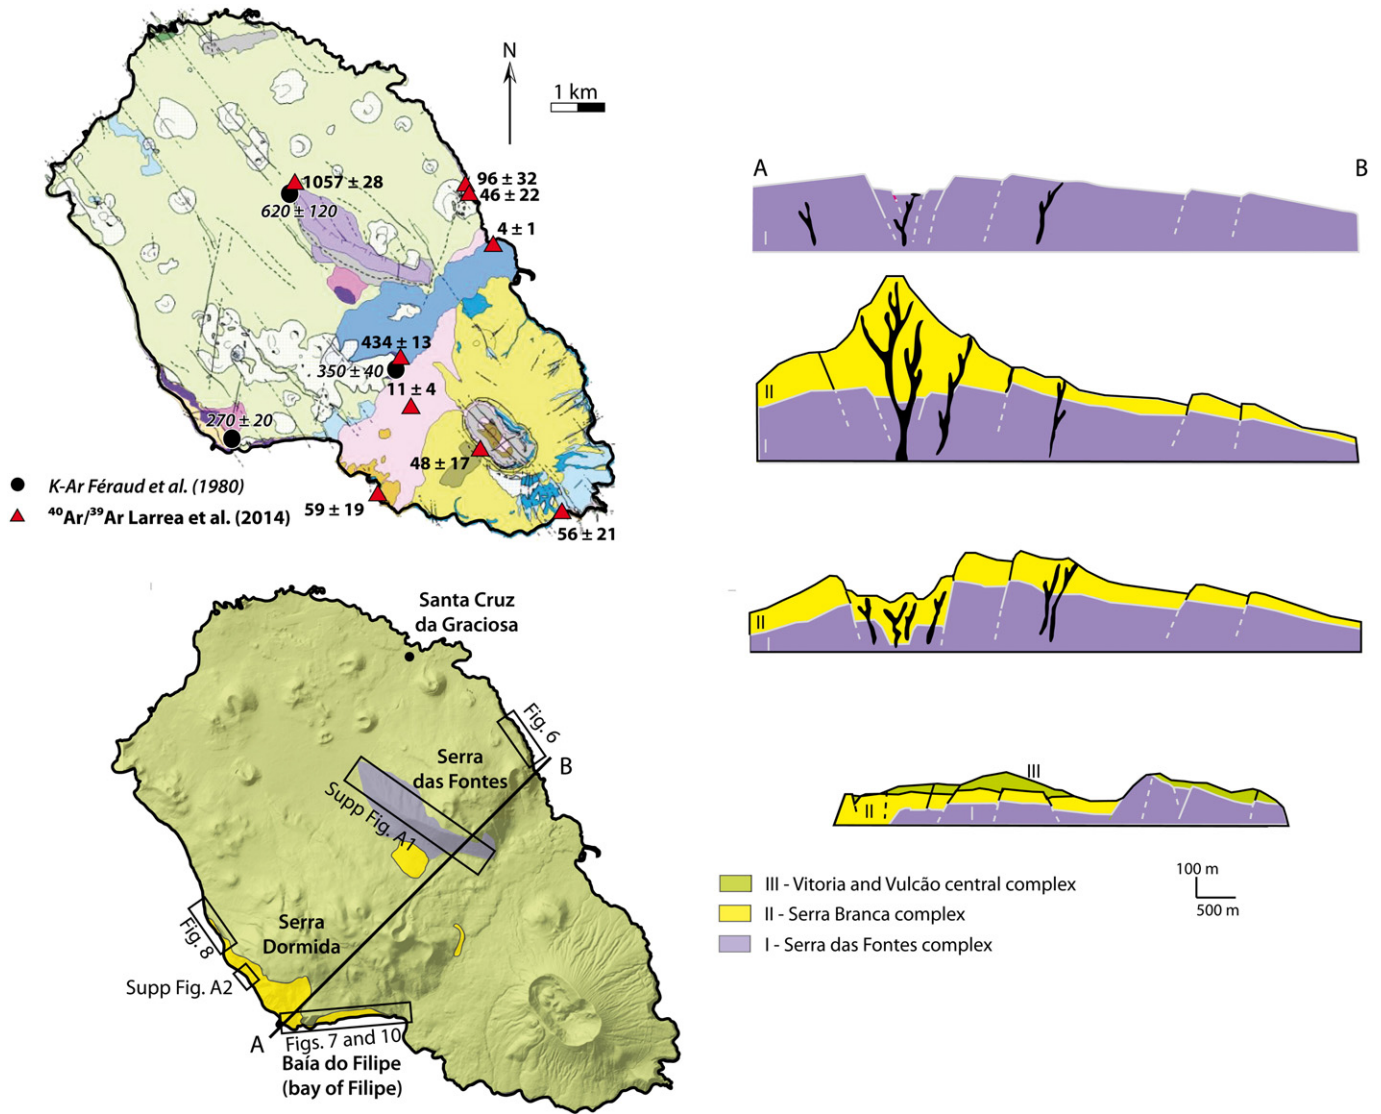 N
1 km
1057 ± 28
620 ± 120
96 ± 32
46 ± 22
4 ± 1
434 ± 13
350 ± 40
11 ± 4
270 ± 20
48 ± 17
59 ± 19
56 ± 21
K-Ar Féraud et al. (1980)
⁴⁰Ar/³⁹Ar Larrea et al. (2014)
Santa Cruz
da Graciosa
Fig. 6
Serra
das Fontes
B
Supp Fig. A1
Serra
Dormida
Fig. 8
Supp Fig. A2
A
Figs. 7 and 10
Baía do Filipe
(bay of Filipe)
A
B
I
II
I
II
I
III
II
I
III - Vitoria and Vulcão central complex
II - Serra Branca complex
I - Serra das Fontes complex
100 m
500 m